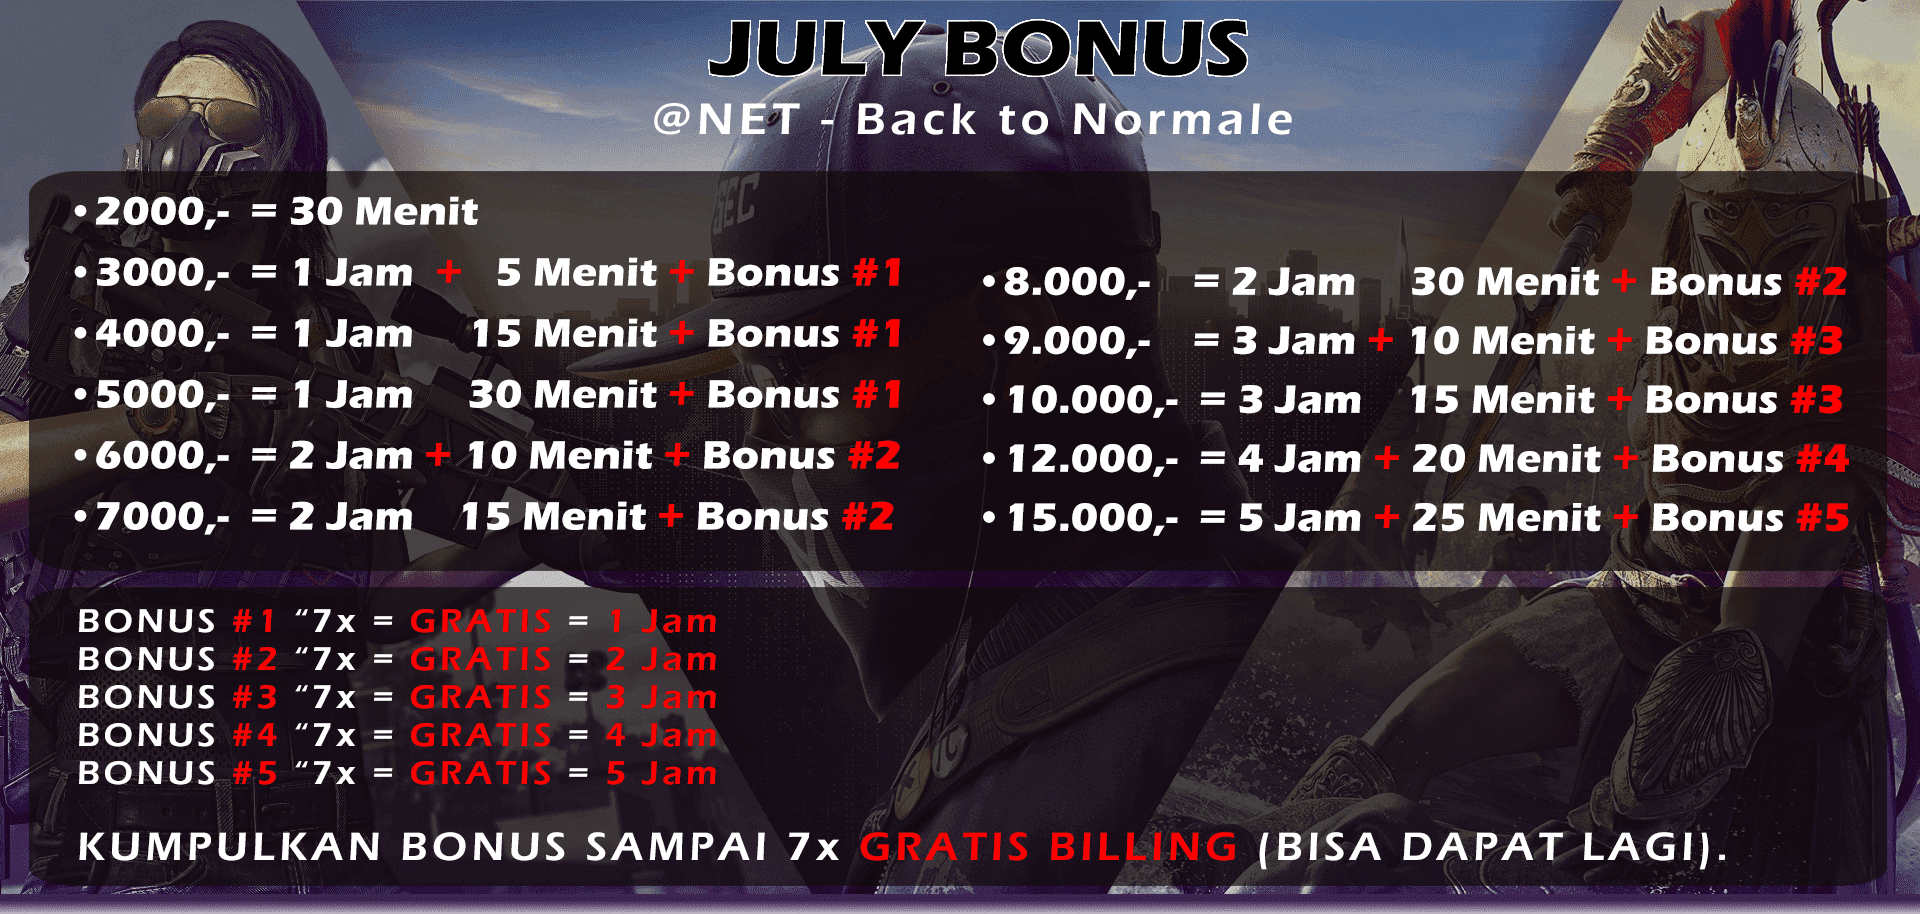 JULY BONUS
@NET - Back to Normale
SEC
• 2000,- = 30 Menit
• 3000,- = 1 Jam + 5 Menit + Bonus #1
• 4000,- = 1 Jam 15 Menit + Bonus #1
• 5000,- = 1 Jam 30 Menit + Bonus #1
• 6000,- = 2 Jam + 10 Menit + Bonus #2
• 7000,- = 2 Jam 15 Menit + Bonus #2
• 8.000,- = 2 Jam 30 Menit + Bonus #2
• 9.000,- = 3 Jam + 10 Menit + Bonus #3
• 10.000,- = 3 Jam 15 Menit + Bonus #3
• 12.000,- = 4 Jam + 20 Menit + Bonus #4
• 15.000,- = 5 Jam + 25 Menit + Bonus #5
BONUS #1 “7x = GRATIS = 1 Jam
BONUS #2 “7x = GRATIS = 2 Jam
BONUS #3 “7x = GRATIS = 3 Jam
BONUS #4 “7x = GRATIS = 4 Jam
BONUS #5 “7x = GRATIS = 5 Jam
KUMPULKAN BONUS SAMPAI 7x GRATIS BILLING (BISA DAPAT LAGI).